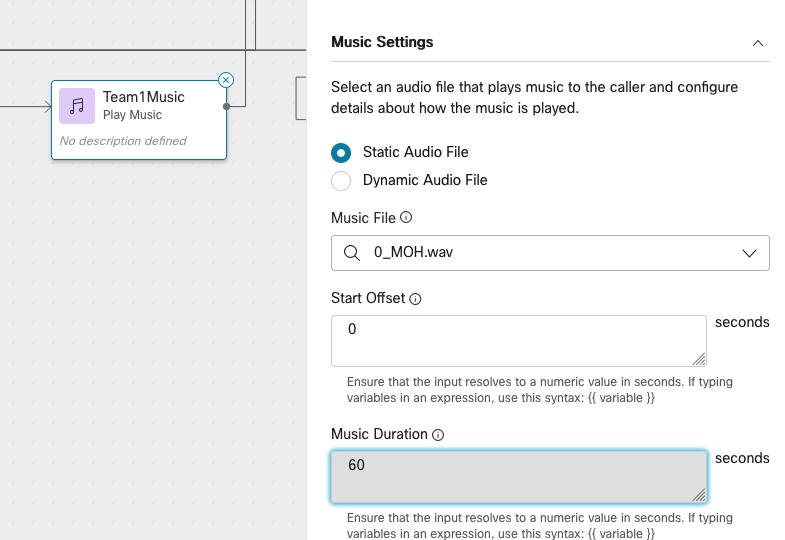 Team1Music
Play Music
No description defined
Music Settings
Select an audio file that plays music to the caller and configure
details about how the music is played.
Static Audio File
Dynamic Audio File
Music File
0_MOH.wav
Start Offset
0
seconds
Ensure that the input resolves to a numeric value in seconds. If typing
variables in an expression, use this syntax: {{ variable }}
Music Duration
60
seconds
Ensure that the input resolves to a numeric value in seconds. If typing
variables in an expression, use this syntax: {{ variable }}